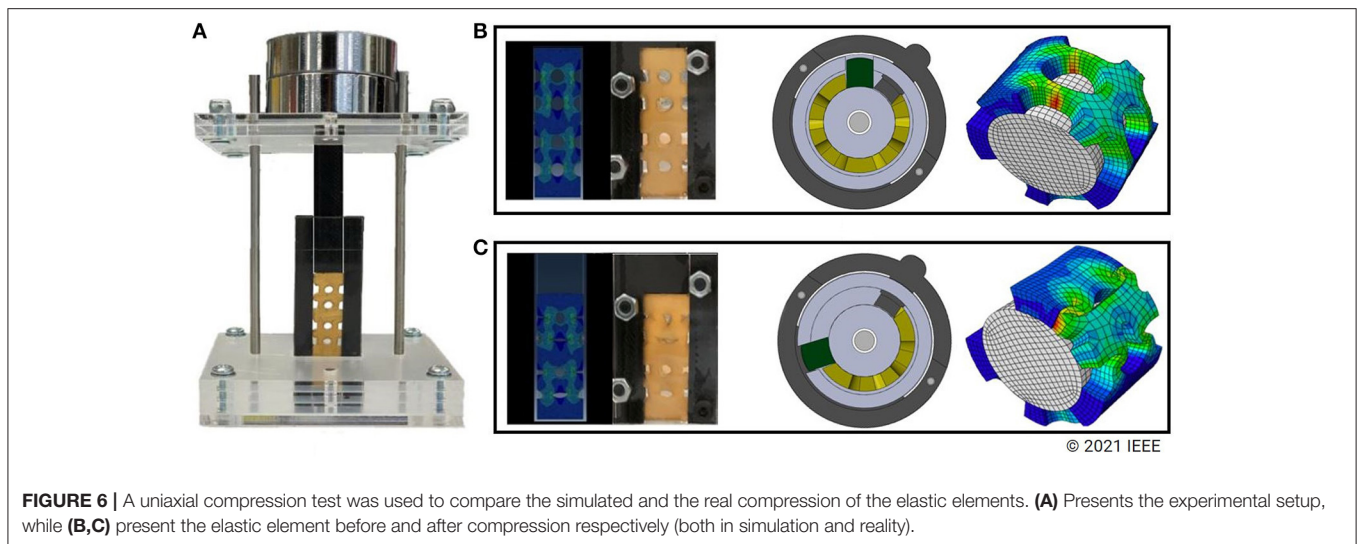 A
B
C
© 2021 IEEE
FIGURE 6 | A uniaxial compression test was used to compare the simulated and the real compression of the elastic elements. (A) Presents the experimental setup,
while (B,C) present the elastic element before and after compression respectively (both in simulation and reality).